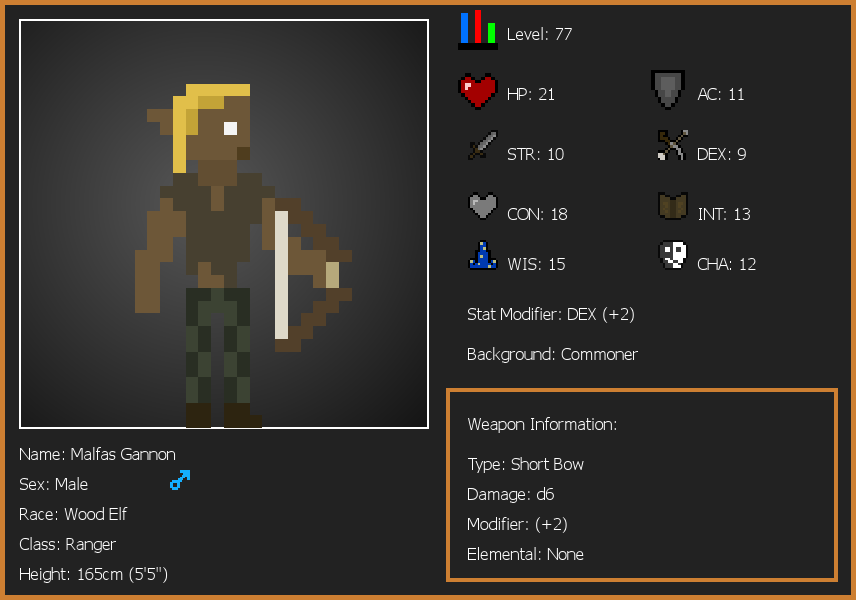 Level: 77
HP: 21
AC: 11
STR: 10
DEX: 9
CON: 18
INT: 13
WIS: 15
CHA: 12
Stat Modifier: DEX (+2)
Background: Commoner
Weapon Information:
Type: Short Bow
Damage: d6
Modifier: (+2)
Elemental: None
Name: Malfas Gannon
Sex: Male
Race: Wood Elf
Class: Ranger
Height: 165cm (5'5")